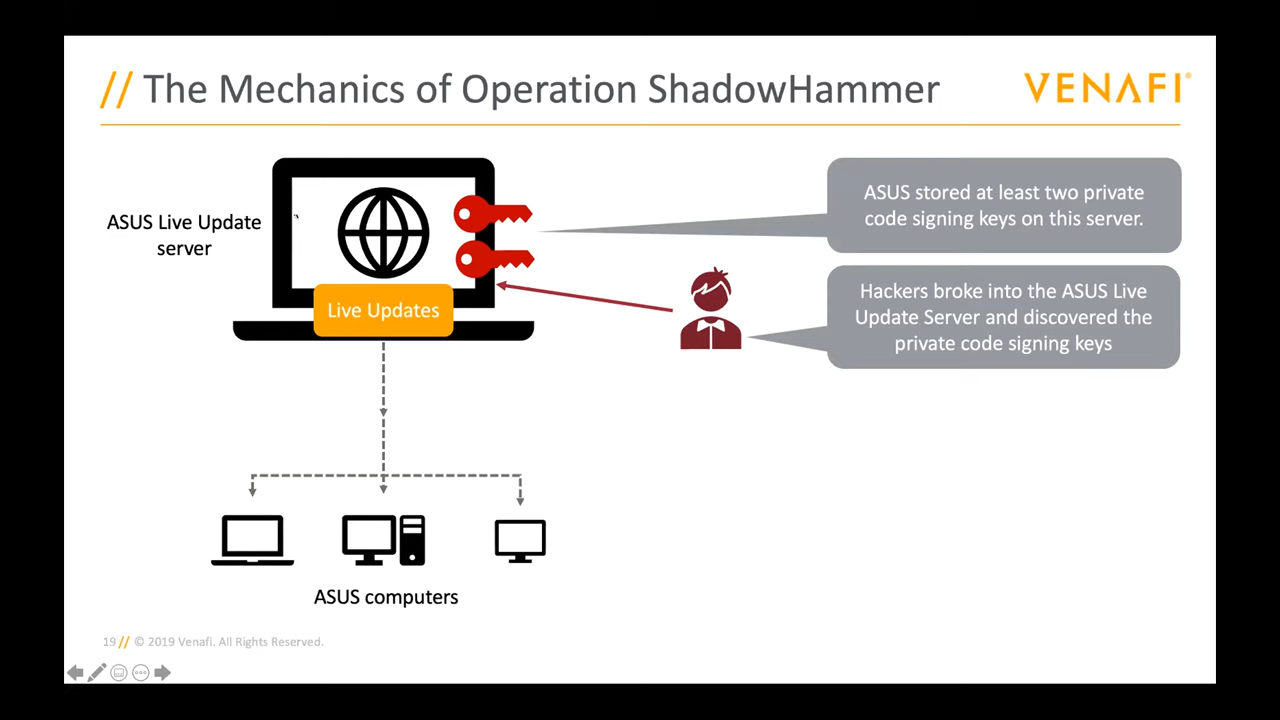 // The Mechanics of Operation ShadowHammer
VENAFI®
ASUS Live Update
server
Live Updates
ASUS stored at least two private
code signing keys on this server.
Hackers broke into the ASUS Live
Update Server and discovered the
private code signing keys
ASUS computers
19 // © 2019 Venafi. All Rights Reserved.